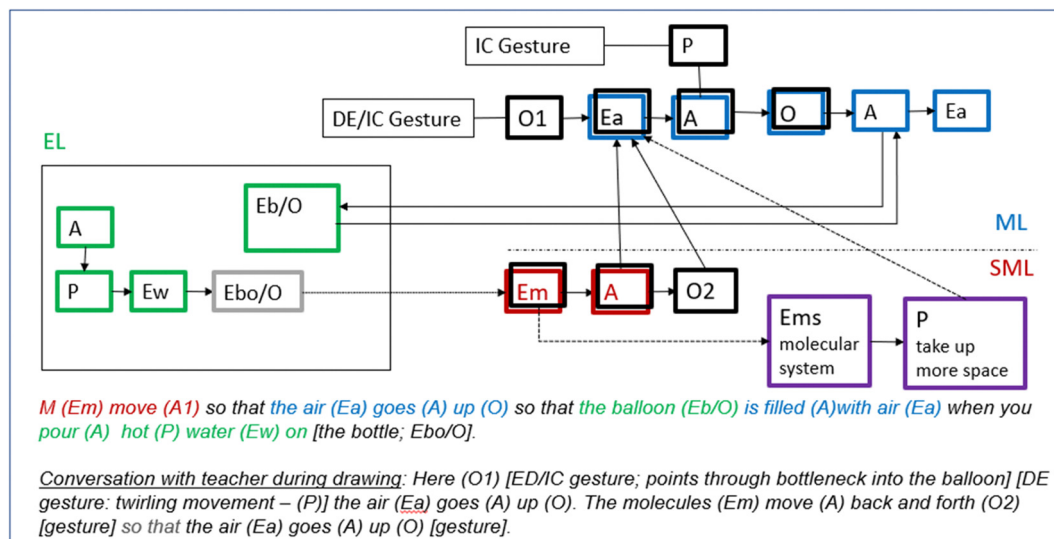 IC Gesture
P
DE/IC Gesture
O1
Ea
A
O
A
Ea
EL
Eb/O
A
P
Ew
Ebo/O
ML
SML
Em
A
O2
Ems
molecular
system
P
take up
more space
M (Em) move (A1) so that the air (Ea) goes (A) up (O) so that the balloon (Eb/O) is filled (A)with air (Ea) when you
pour (A) hot (P) water (Ew) on [the bottle; Ebo/O].
Conversation with teacher during drawing: Here (O1) [ED/IC gesture; points through bottleneck into the balloon] [DE
gesture: twirling movement – (P)] the air (Ea) goes (A) up (O). The molecules (Em) move (A) back and forth (O2)
[gesture] so that the air (Ea) goes (A) up (O) [gesture].